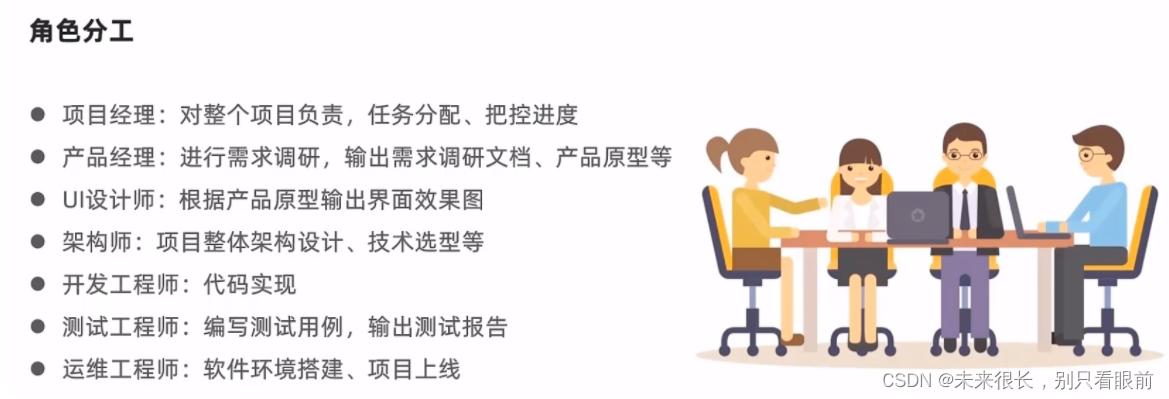 角色分工
● 项目经理：对整个项目负责，任务分配、把控进度
● 产品经理：进行需求调研，输出需求调研文档、产品原型等
● UI设计师：根据产品原型输出界面效果图
● 架构师：项目整体架构设计、技术选型等
● 开发工程师：代码实现
● 测试工程师：编写测试用例，输出测试报告
● 运维工程师：软件环境搭建、项目上线
CSDN @未来很长，别只看眼前